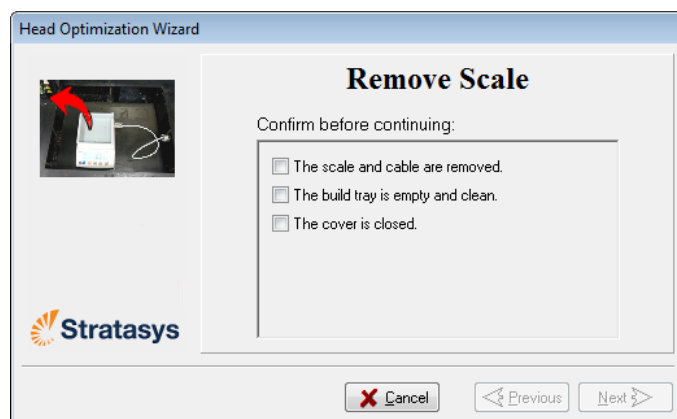 Head Optimization Wizard
Remove Scale
Confirm before continuing:
The scale and cable are removed.
The build tray is empty and clean.
The cover is closed.
Stratasys
Cancel
Previous
Next